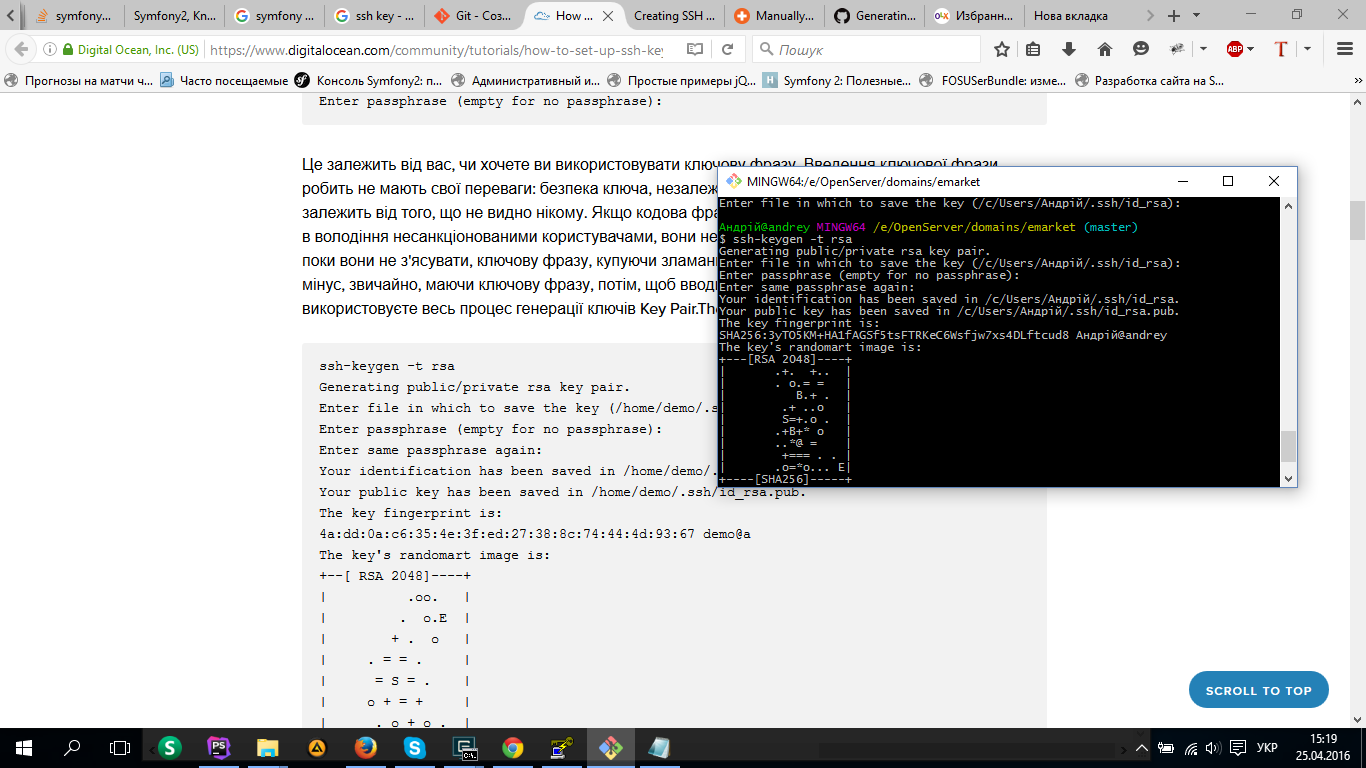 symfony...
Symfony2, Kn...
symfony ...
ssh key - ...
Git - Соз...
How ...
Creating SSH ...
Manually...
Generatin...
Избранн...
Нова вкладка
Digital Ocean, Inc. (US)
https://www.digitalocean.com/community/tutorials/how-to-set-up-ssh-key
Пошук
ABP
T
Прогнозы на матчи ч...
Часто посещаемые
Консоль Symfony2: п...
Административный и...
Простые примеры jQ...
Symfony 2: Полезные...
FOSUSerBundle: изме...
Разработка сайта на S...
Enter passphrase (empty for no passphrase):
Це залежить від вас, чи хочете ви використовувати ключову фразу. Введення ключової фрази
робить не мають свої переваги: безпека ключа, незалеж
залежить від того, що не видно нікому. Якщо кодова фра
в володіння несанкціонованими користувачами, вони не
поки вони не з'ясувати, ключову фразу, купуючи зламані
мінус, звичайно, маючи ключову фразу, потім, щоб вводи
використовуєте весь процес генерації ключів Key Pair.The
ssh-keygen -t rsa
Generating public/private rsa key pair.
Enter file in which to save the key (/home/demo/.s
Enter passphrase (empty for no passphrase):
Enter same passphrase again:
Your identification has been saved in /home/demo/.
Your public key has been saved in /home/demo/.ssh/id_rsa.pub.
The key fingerprint is:
4a:dd:0a:c6:35:4e:3f:ed:27:38:8c:74:44:4d:93:67 demo@a
The key's randomart image is:
+--[ RSA 2048]----+
|          .oo.   |
|         .  o.E  |
|        + .  o   |
|     . = = .     |
|      = S = .    |
|     o + = +     |
|      . o + o .  |
MINGW64:/e/OpenServer/domains/emarket
Enter file in which to save the key (/c/Users/Андрій/.ssh/id_rsa):
Андрій@andrey MINGW64 /e/OpenServer/domains/emarket (master)
$ ssh-keygen -t rsa
Generating public/private rsa key pair.
Enter file in which to save the key (/c/Users/Андрій/.ssh/id_rsa):
Enter passphrase (empty for no passphrase):
Enter same passphrase again:
Your identification has been saved in /c/Users/Андрій/.ssh/id_rsa.
Your public key has been saved in /c/Users/Андрій/.ssh/id_rsa.pub.
The key fingerprint is:
SHA256:3yTO5KM+HA1fAGSf5tsFTRKeC6Wsfjw7xs4DLftcud8 Андрій@andrey
The key's randomart image is:
+---[RSA 2048]----+
|       .+.  +..  |
|       . o.= =   |
|          B.+ .  |
|        .+ ..o   |
|        S=+.o .  |
|       .+B+* o   |
|       ..*@ =    |
|        +=== . . |
|       .o=*o... E|
+----[SHA256]-----+
SCROLL TO TOP
УКР
15:19
25.04.2016